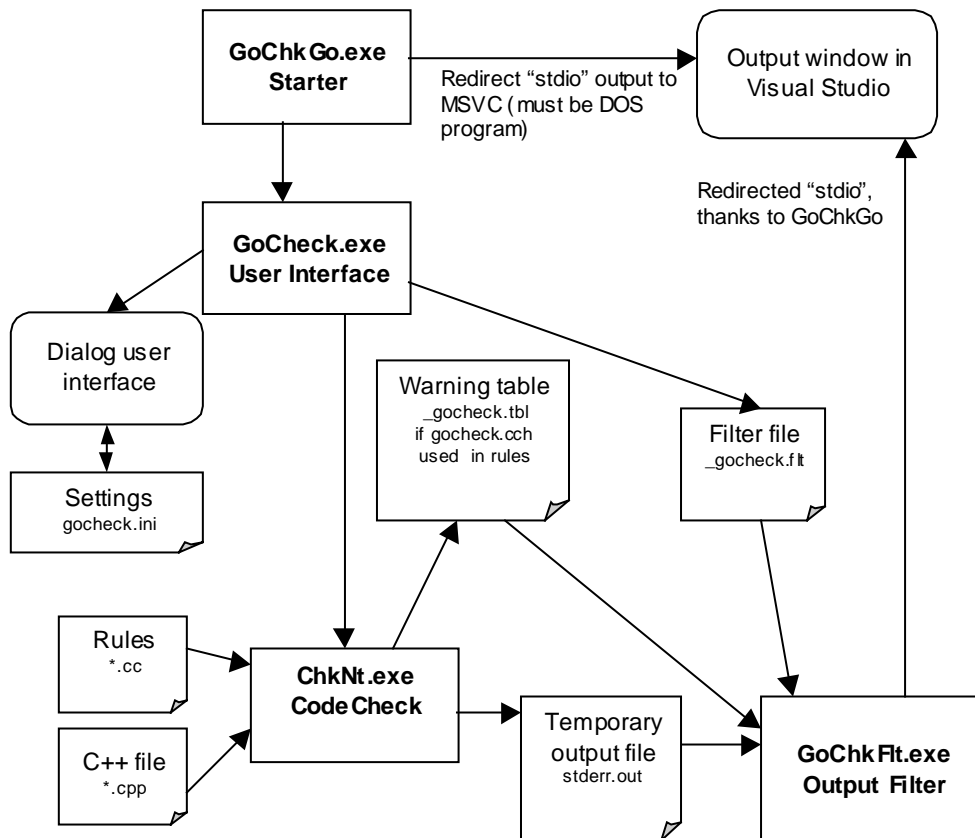 GoChkGo.exe
Starter
Output window in
Visual Studio
Redirect “stdio” output to
MSVC (must be DOS
program)
Redirected “stdio”,
thanks to GoChkGo
GoCheck.exe
User Interface
Dialog user
interface
Settings
gocheck.ini
Warning table
_gocheck.tbl
if gocheck.cch
used in rules
Filter file
_gocheck.flt
Rules
*.cc
C++ file
*.cpp
ChkNt.exe
CodeCheck
Temporary
output file
stderr.out
GoChkFlt.exe
Output Filter